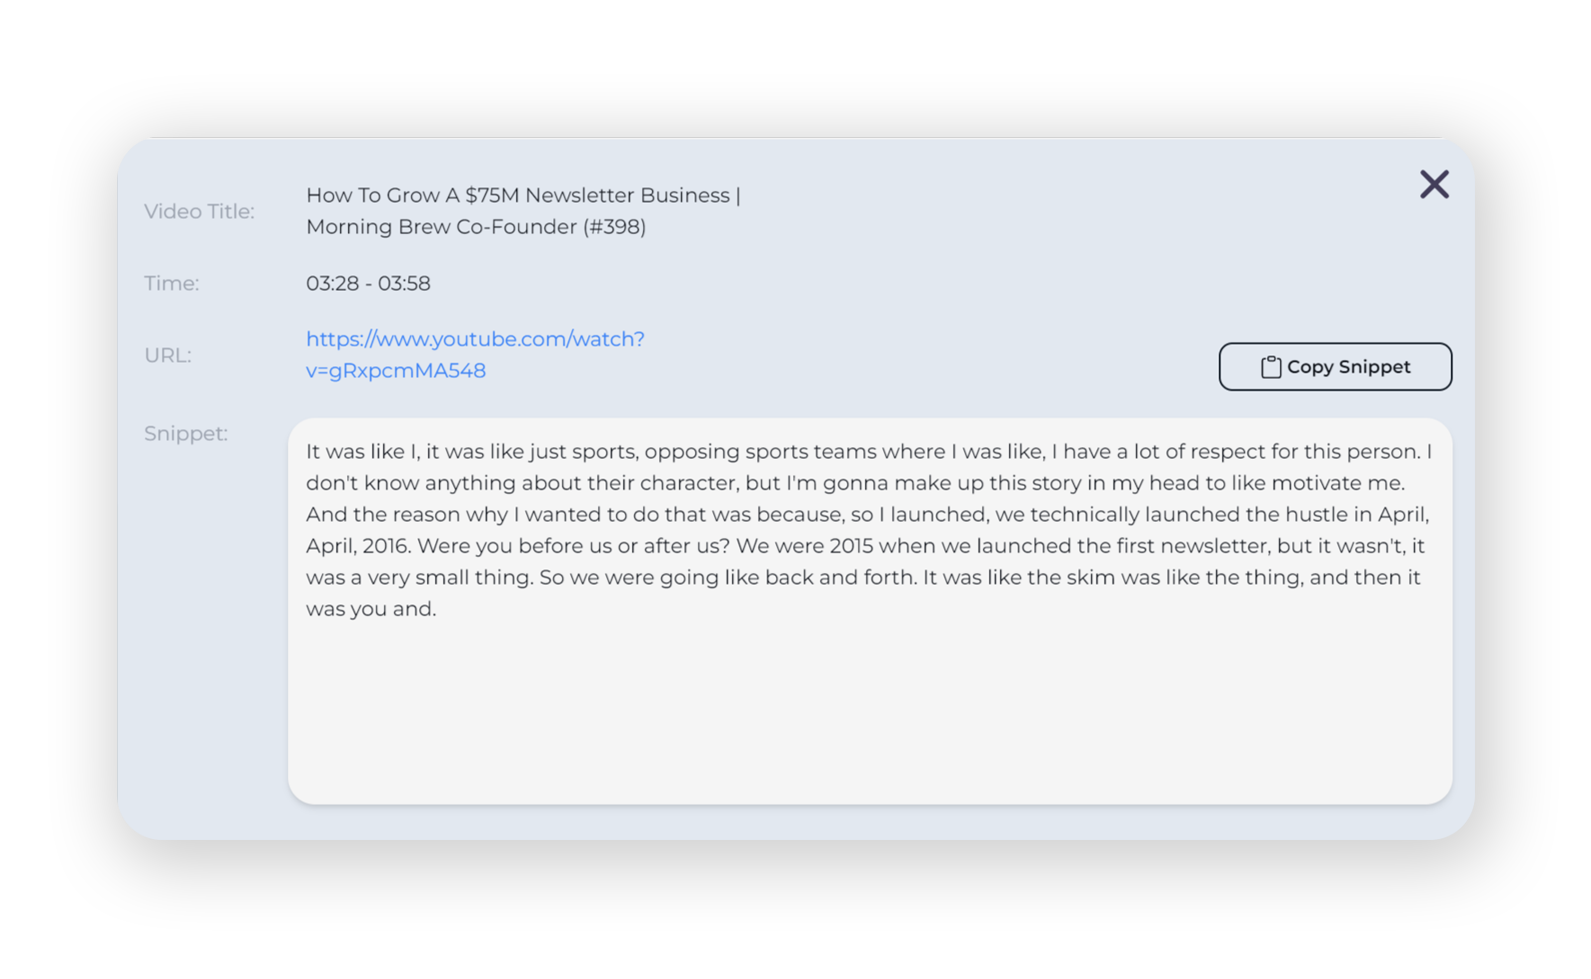 Video Title:
How To Grow A $75M Newsletter Business |
Morning Brew Co-Founder (#398)
Time:
03:28 - 03:58
URL:
https://www.youtube.com/watch?
v=gRxpcmMA548
Copy Snippet
Snippet:
It was like I, it was like just sports, opposing sports teams where I was like, I have a lot of respect for this person. I
don't know anything about their character, but I'm gonna make up this story in my head to like motivate me.
And the reason why I wanted to do that was because, so I launched, we technically launched the hustle in April,
April, 2016. Were you before us or after us? We were 2015 when we launched the first newsletter, but it wasn't, it
was a very small thing. So we were going like back and forth. It was like the skim was like the thing, and then it
was you and.